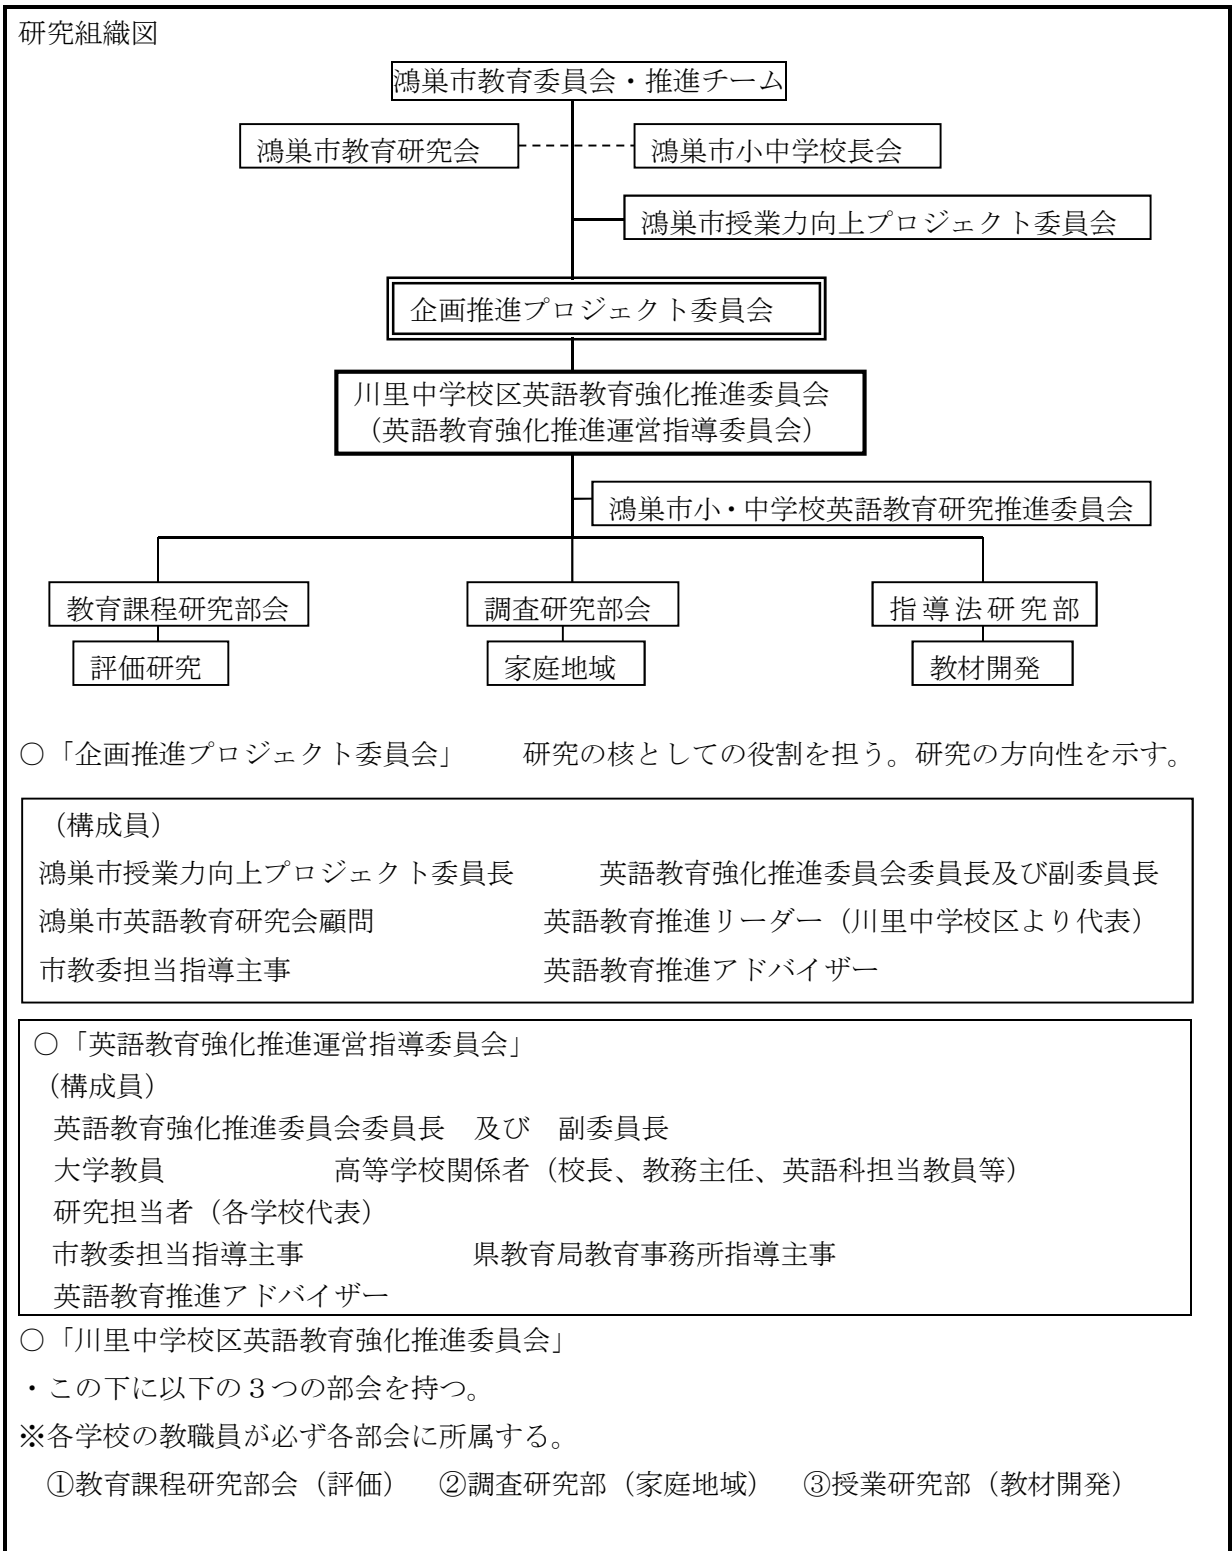 研究組織図
鴻巣市教育委員会・推進チーム
鴻巣市教育研究会
鴻巣市小中学校長会
鴻巣市授業力向上プロジェクト委員会
企画推進プロジェクト委員会
川里中学校区英語教育強化推進委員会
（英語教育強化推進運営指導委員会）
鴻巣市小・中学校英語教育研究推進委員会
教育課程研究部会
調査研究部会
指導法研究部
評価研究
家庭地域
教材開発
○「企画推進プロジェクト委員会」　　研究の核としての役割を担う。研究の方向性を示す。
（構成員）
鴻巣市授業力向上プロジェクト委員長　　　英語教育強化推進委員会委員長及び副委員長
鴻巣市英語教育研究会顧問　　　　　　英語教育推進リーダー（川里中学校区より代表）
市教委担当指導主事　　　　　　　　　英語教育推進アドバイザー
○「英語教育強化推進運営指導委員会」
（構成員）
英語教育強化推進委員会委員長　及び　副委員長
大学教員　　　　　　高等学校関係者（校長、教務主任、英語科担当教員等）
研究担当者（各学校代表）
市教委担当指導主事　　　　　　県教育局教育事務所指導主事
英語教育推進アドバイザー
○「川里中学校区英語教育強化推進委員会」
・この下に以下の３つの部会を持つ。
※各学校の教職員が必ず各部会に所属する。
①教育課程研究部会（評価）　②調査研究部（家庭地域）　③授業研究部（教材開発）